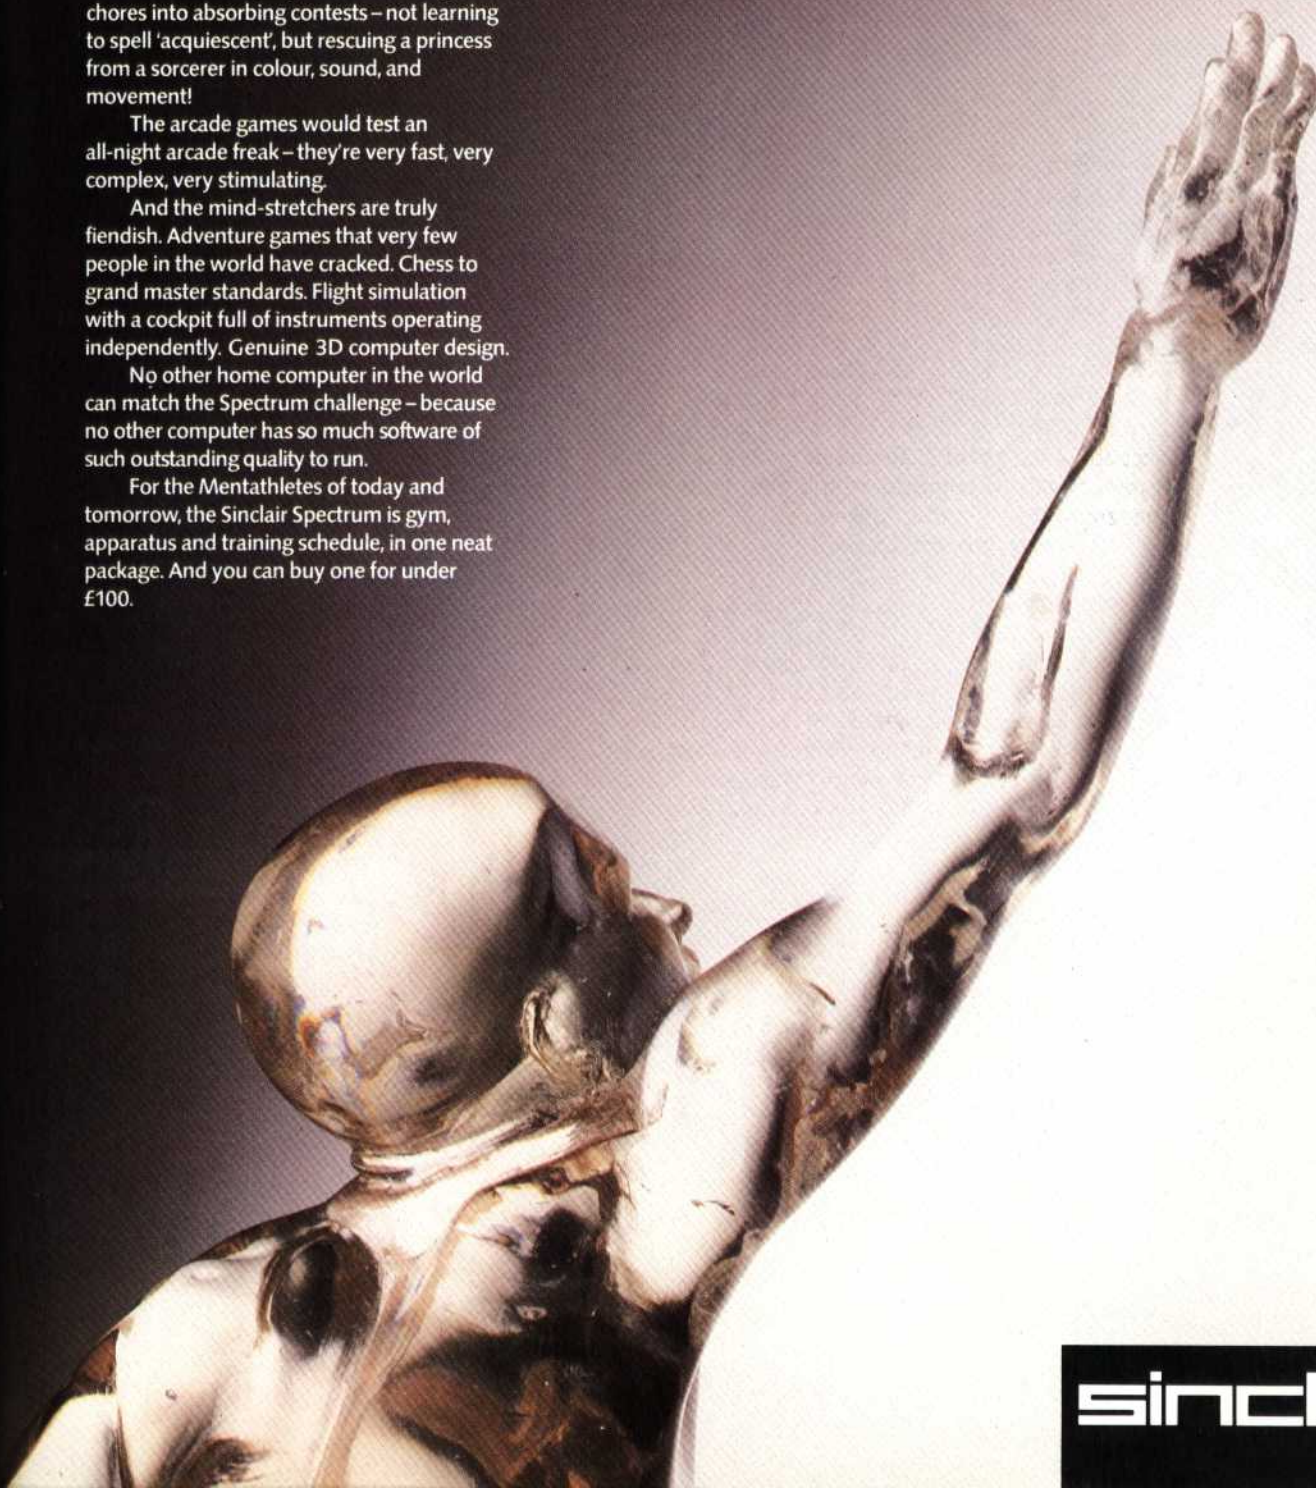 chores into absorbing contests – not learning
to spell 'acquiescent', but rescuing a princess
from a sorcerer in colour, sound, and
movement!
The arcade games would test an
all-night arcade freak – they're very fast, very
complex, very stimulating.
And the mind-stretchers are truly
fiendish. Adventure games that very few
people in the world have cracked. Chess to
grand master standards. Flight simulation
with a cockpit full of instruments operating
independently. Genuine 3D computer design.
No other home computer in the world
can match the Spectrum challenge – because
no other computer has so much software of
such outstanding quality to run.
For the Mentathletes of today and
tomorrow, the Sinclair Spectrum is gym,
apparatus and training schedule, in one neat
package. And you can buy one for under
£100.
sincl